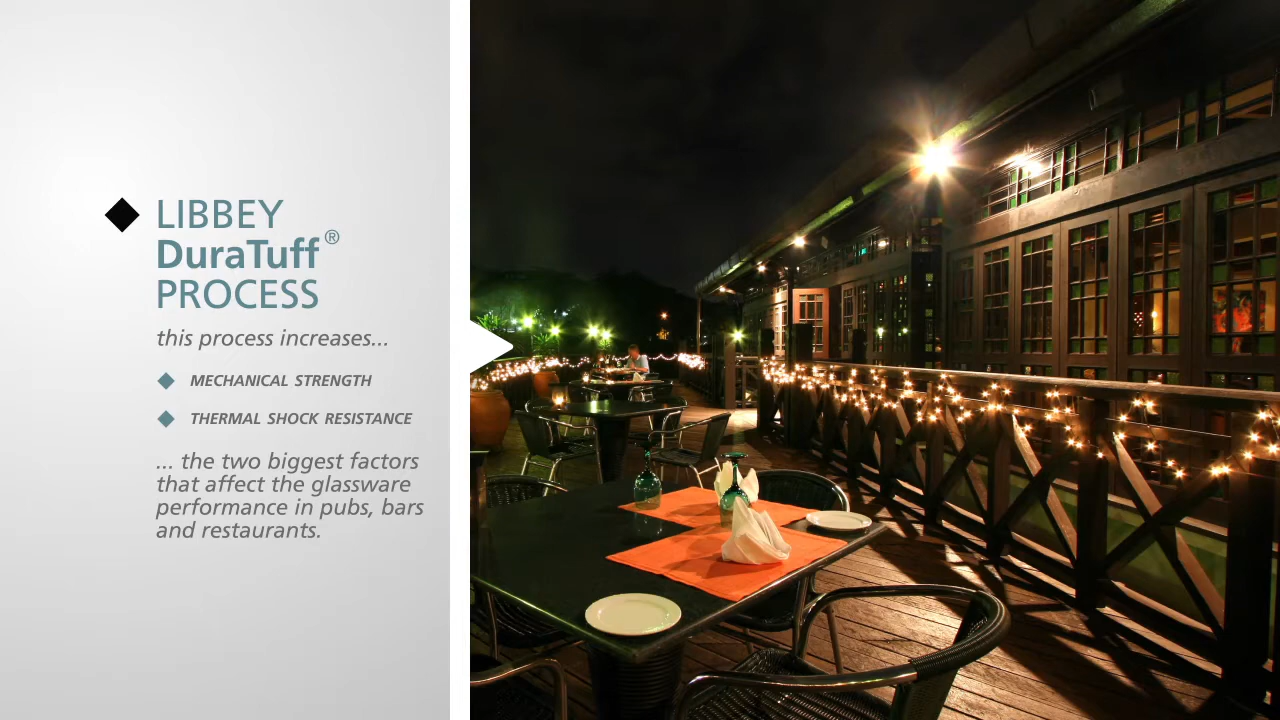 LIBBEY
DuraTuff®
PROCESS
this process increases...
MECHANICAL STRENGTH
THERMAL SHOCK RESISTANCE
... the two biggest factors
that affect the glassware
performance in pubs, bars
and restaurants.